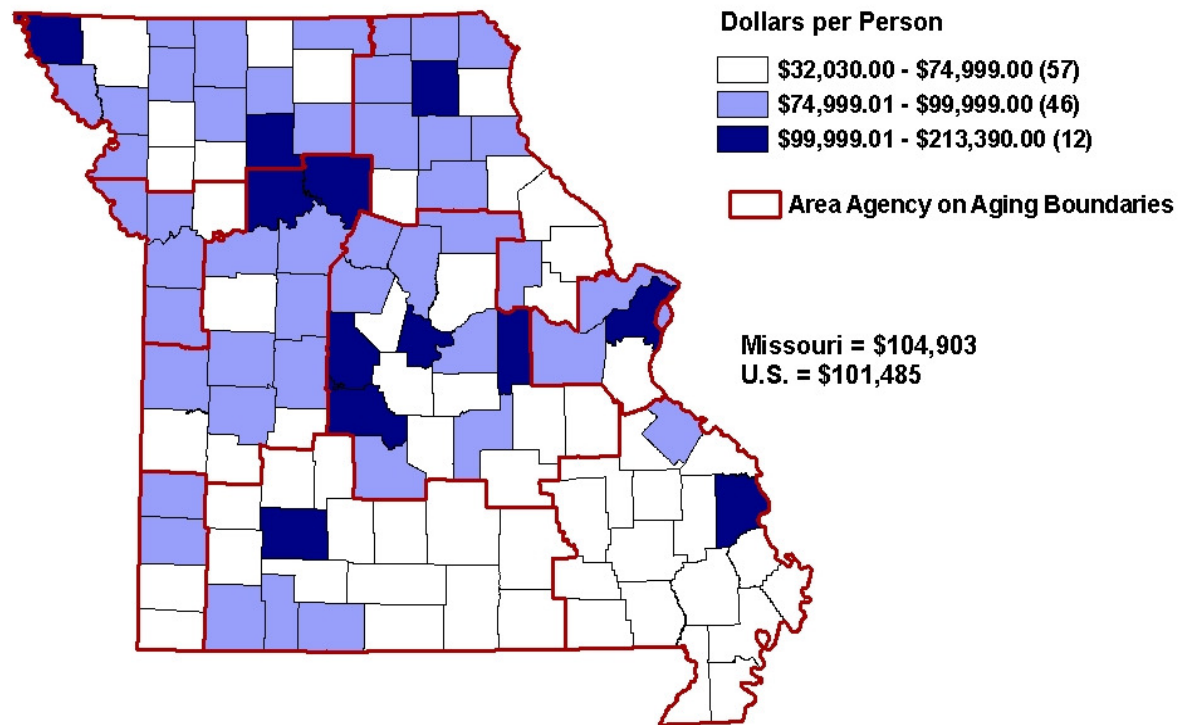 Dollars per Person
$32,030.00 - $74,999.00 (57)
$74,999.01 - $99,999.00 (46)
$99,999.01 - $213,390.00 (12)
Area Agency on Aging Boundaries
Missouri = $104,903
U.S. = $101,485